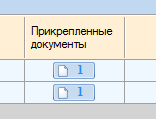 Прикрепленные
документы
1
1